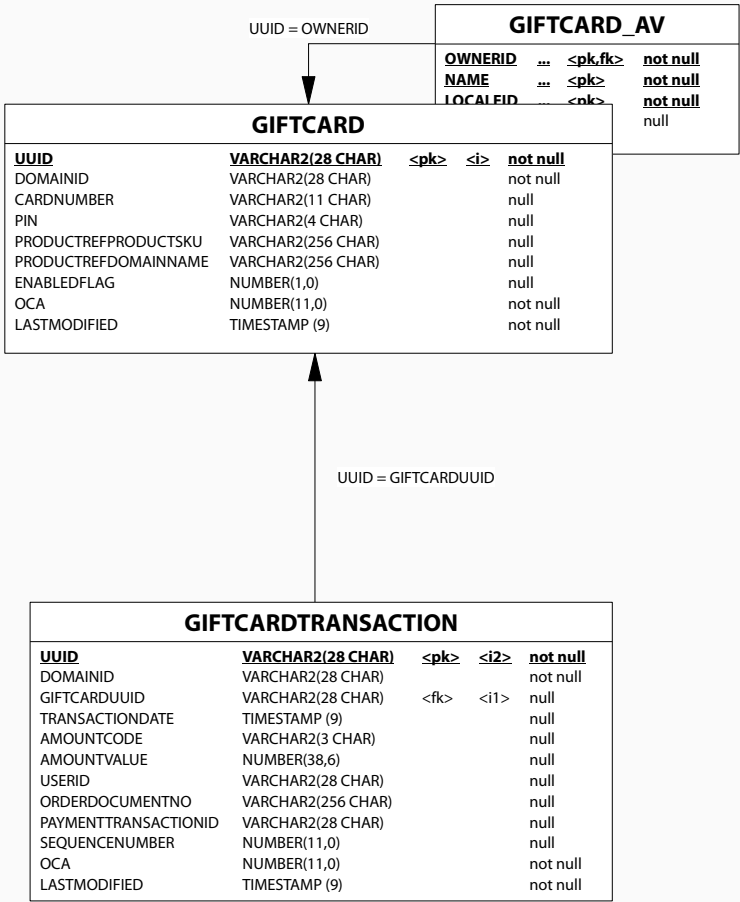 UUID = OWNERID
GIFTCARD_AV
OWNERID ... <pk,fk> not null
NAME ... <pk> not null
LOCALEID ... <pk> not null
null
GIFTCARD
UUID VARCHAR2(28 CHAR) <pk> <i> not null
DOMAINID VARCHAR2(28 CHAR) not null
CARDNUMBER VARCHAR2(11 CHAR) null
PIN VARCHAR2(4 CHAR) null
PRODUCTREFPRODUCTSKU VARCHAR2(256 CHAR) null
PRODUCTREFDOMAINNAME VARCHAR2(256 CHAR) null
ENABLEDFLAG NUMBER(1,0) null
OCA NUMBER(11,0) not null
LASTMODIFIED TIMESTAMP (9) not null
UUID = GIFTCARDUUID
GIFTCARDTRANSACTION
UUID VARCHAR2(28 CHAR) <pk> <i2> not null
DOMAINID VARCHAR2(28 CHAR) not null
GIFTCARDUUID VARCHAR2(28 CHAR) <fk> <i1> null
TRANSACTIONDATE TIMESTAMP (9) null
AMOUNTCODE VARCHAR2(3 CHAR) null
AMOUNTVALUE NUMBER(38,6) null
USERID VARCHAR2(28 CHAR) null
ORDERDOCUMENTNO VARCHAR2(256 CHAR) null
PAYMENTTRANSACTIONID VARCHAR2(28 CHAR) null
SEQUENCENUMBER NUMBER(11,0) null
OCA NUMBER(11,0) not null
LASTMODIFIED TIMESTAMP (9) not null